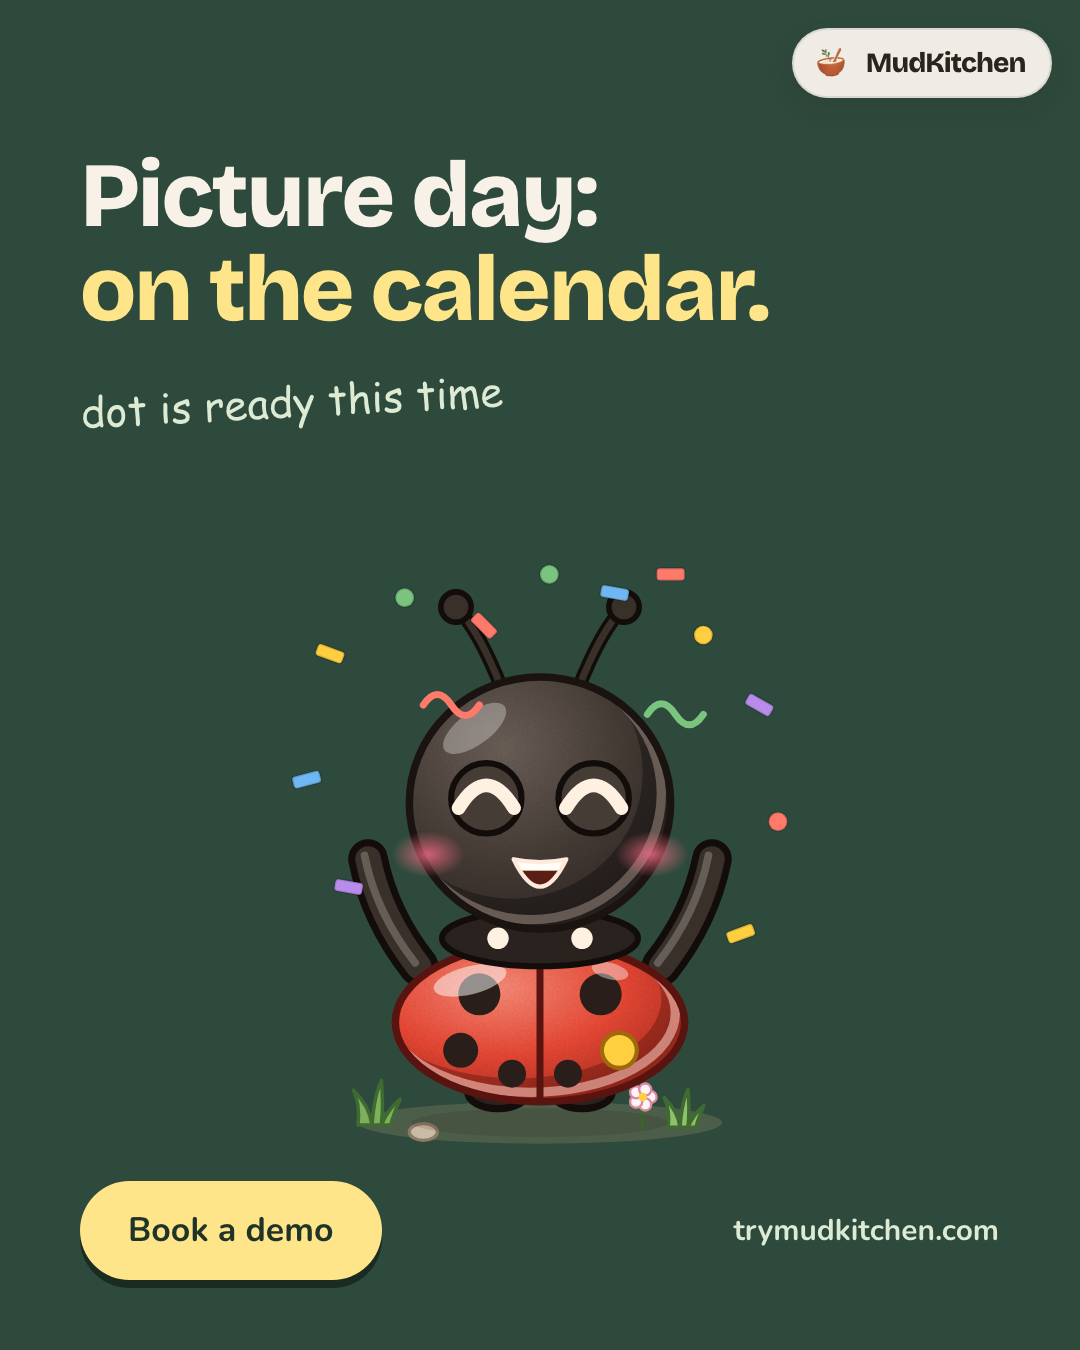 MudKitchen
Picture day:
on the calendar.
dot is ready this time
Book a demo
trymudkitchen.com